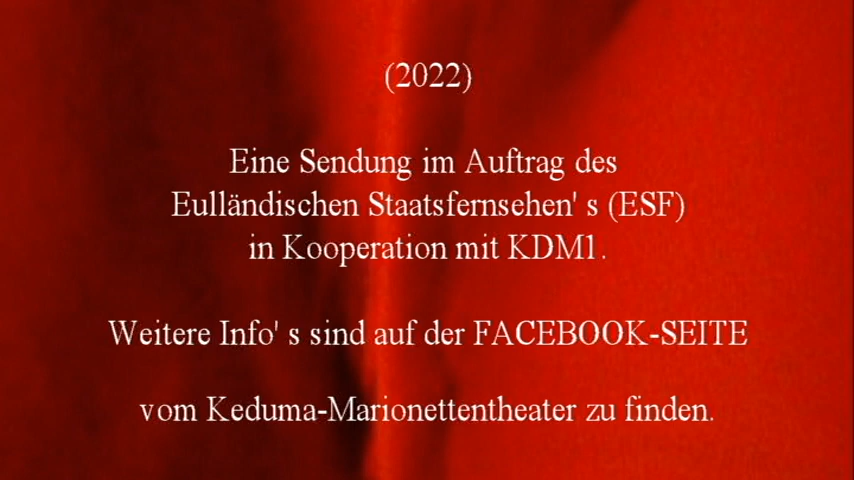 (2022)
Eine Sendung im Auftrag des
Eulländischen Staatsfernsehen' s (ESF)
in Kooperation mit KDM1.
Weitere Info' s sind auf der FACEBOOK-SEITE
vom Keduma-Marionettentheater zu finden.